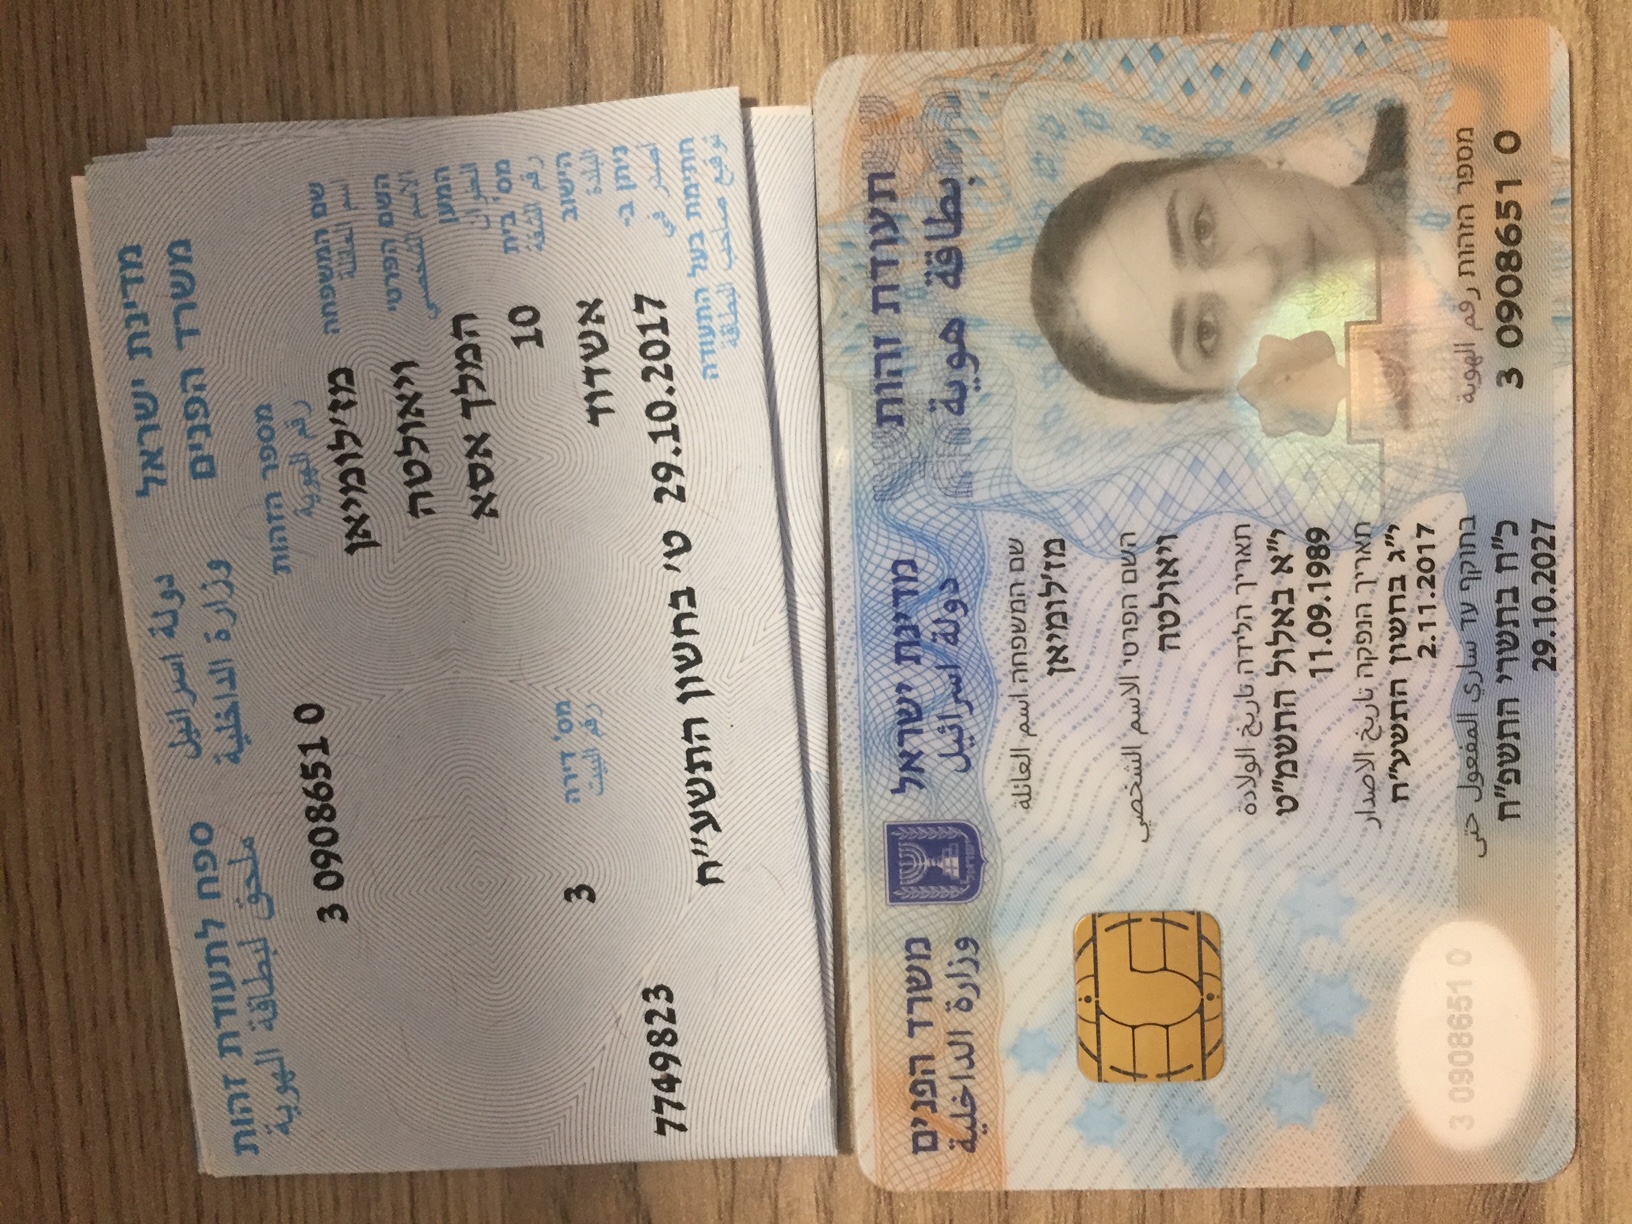 מדינת ישראל دولة اسرائيل ספח לתעודת זהות
משרד הפנים وزارة الداخلية ملحق لبطاقة الهوية
מספר הזהות 3 0908651 0
رقم الهوية
שם המשפחה מז'לומיאן
اسم العائلة
השם הפרטי ויאולטה
الاسم الشخصي
המען המלך אסא
العنوان
מס' בית 10
رقم الشقة
הישוב אשדוד מס' דירה 3
البلدة رقم البيت
ניתן ב- 29.10.2017 ט' בחשון התשע"ח 7749823
أصدر في
חתימת בעל התעודה
توقيع صاحب البطاقة
תעודת זהות מדינת ישראל משרד הפנים
بطاقة هوية دولة اسرائيل وزارة الداخلية
שם המשפחה اسم العائلة
מז'לומיאן
השם הפרטי الاسم الشخصي
ויאולטה
תאריך הלידה تاريخ الولادة
י"א באלול התשמ"ט
11.09.1989
תאריך הנפקה تاريخ الاصدار
י"ג בחשון התשע"ח
2.11.2017
בתוקף עד ساري المفعول حتى
כ"ח בתשרי התשפ"ח
29.10.2027
מספר הזהות رقم الهوية
3 0908651 0
3 0908651 0